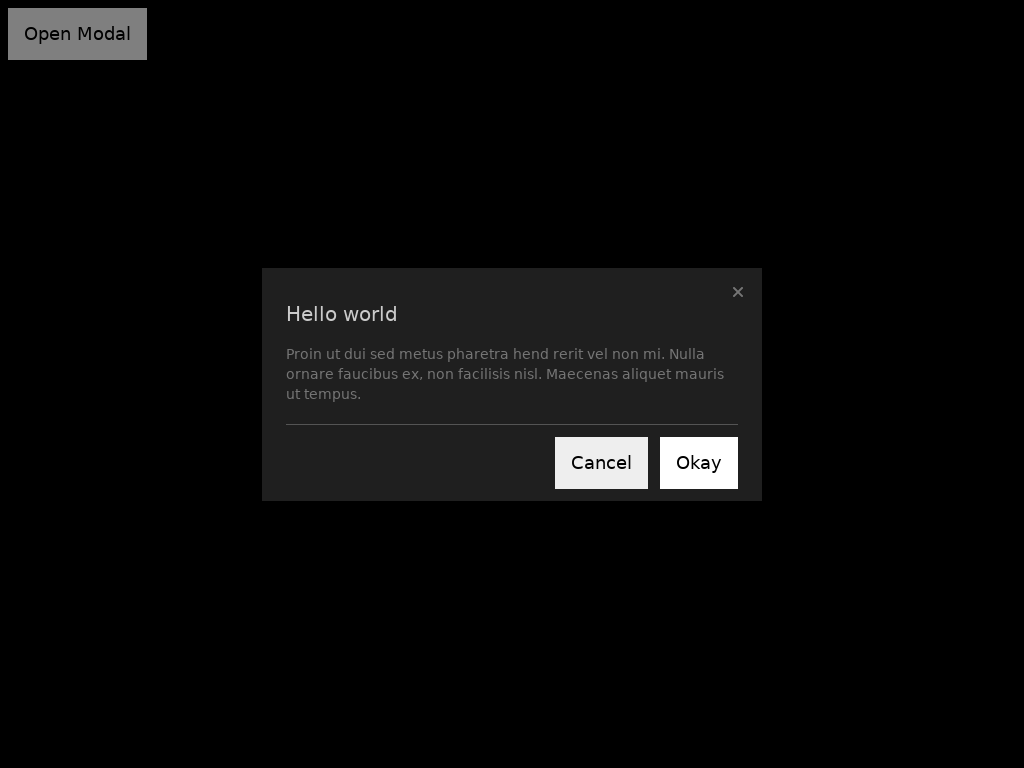 Open Modal
Hello world
Proin ut dui sed metus pharetra hend rerit vel non mi. Nulla
ornare faucibus ex, non facilisis nisl. Maecenas aliquet mauris
ut tempus.
Cancel
Okay